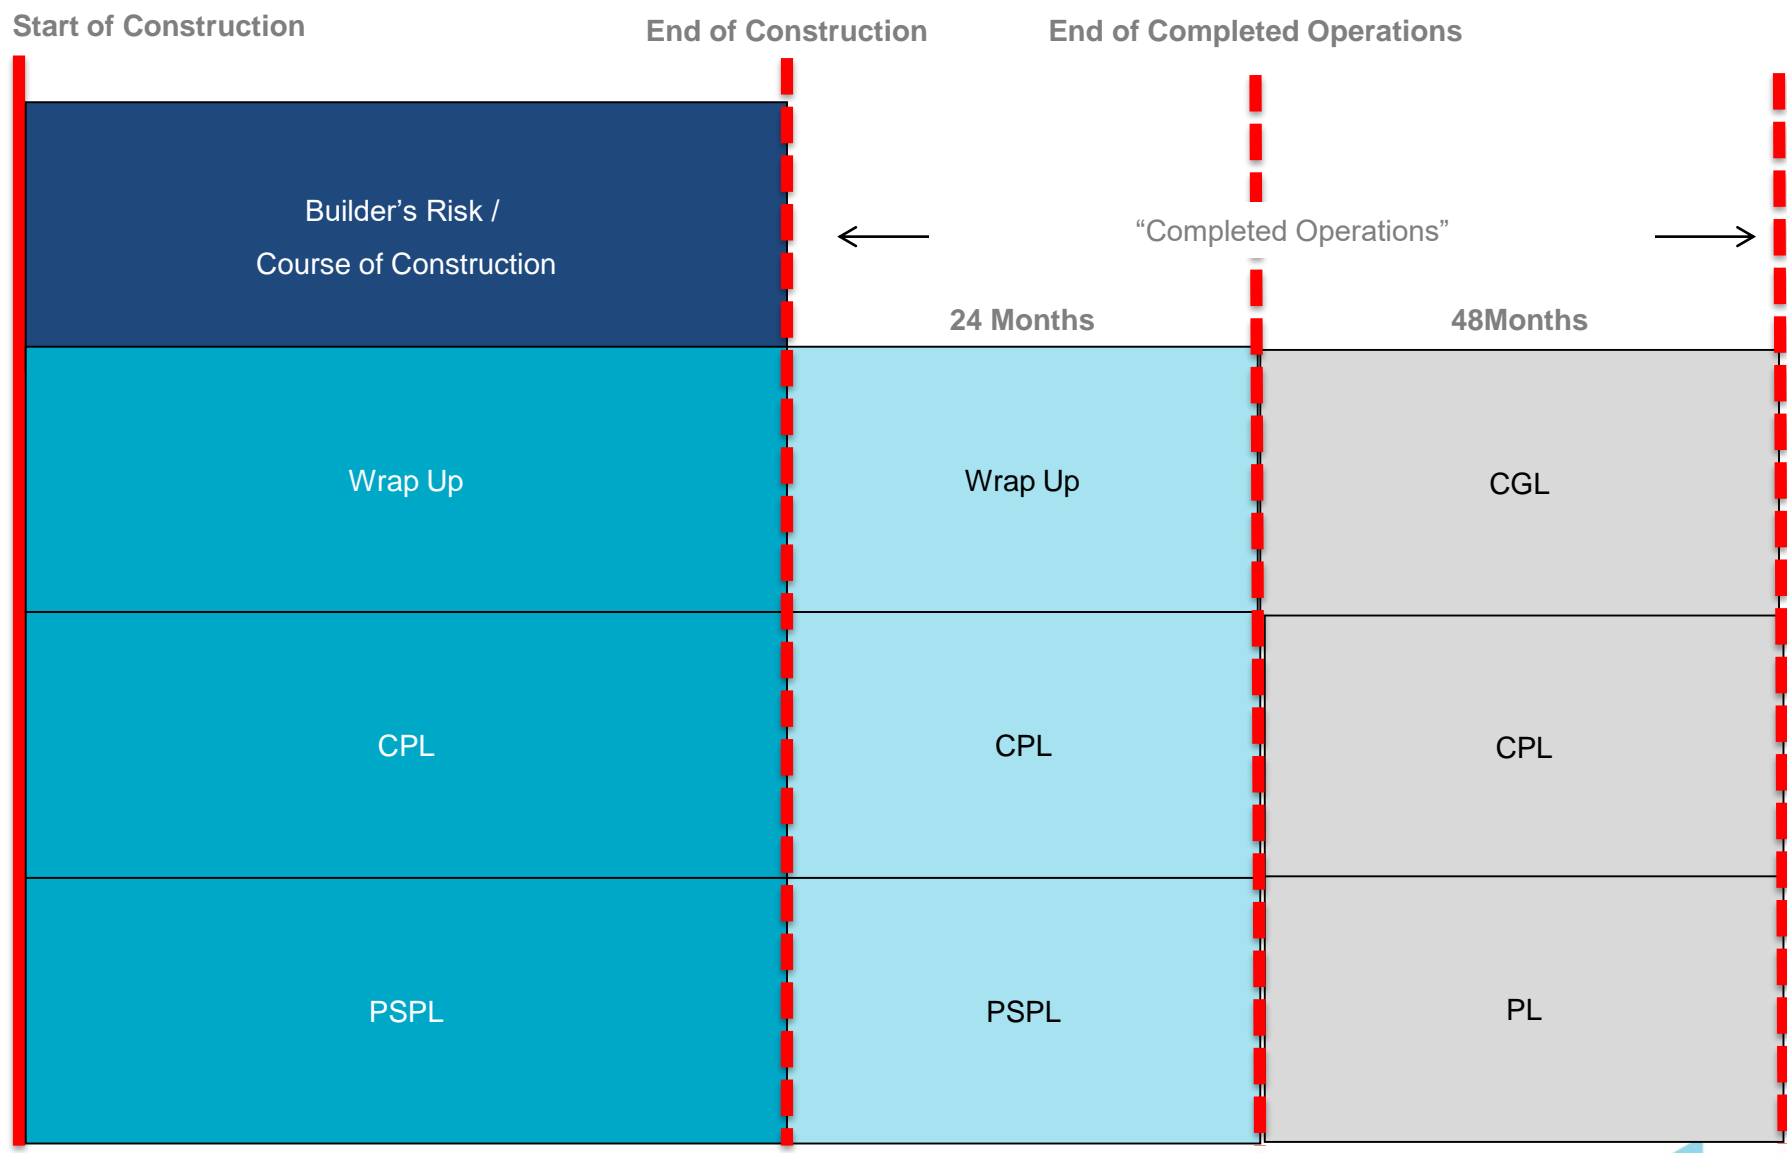 Start of Construction
End of Construction
End of Completed Operations
Builder’s Risk /
Course of Construction
“Completed Operations”
24 Months
48Months
Wrap Up
Wrap Up
CGL
CPL
CPL
CPL
PSPL
PSPL
PL